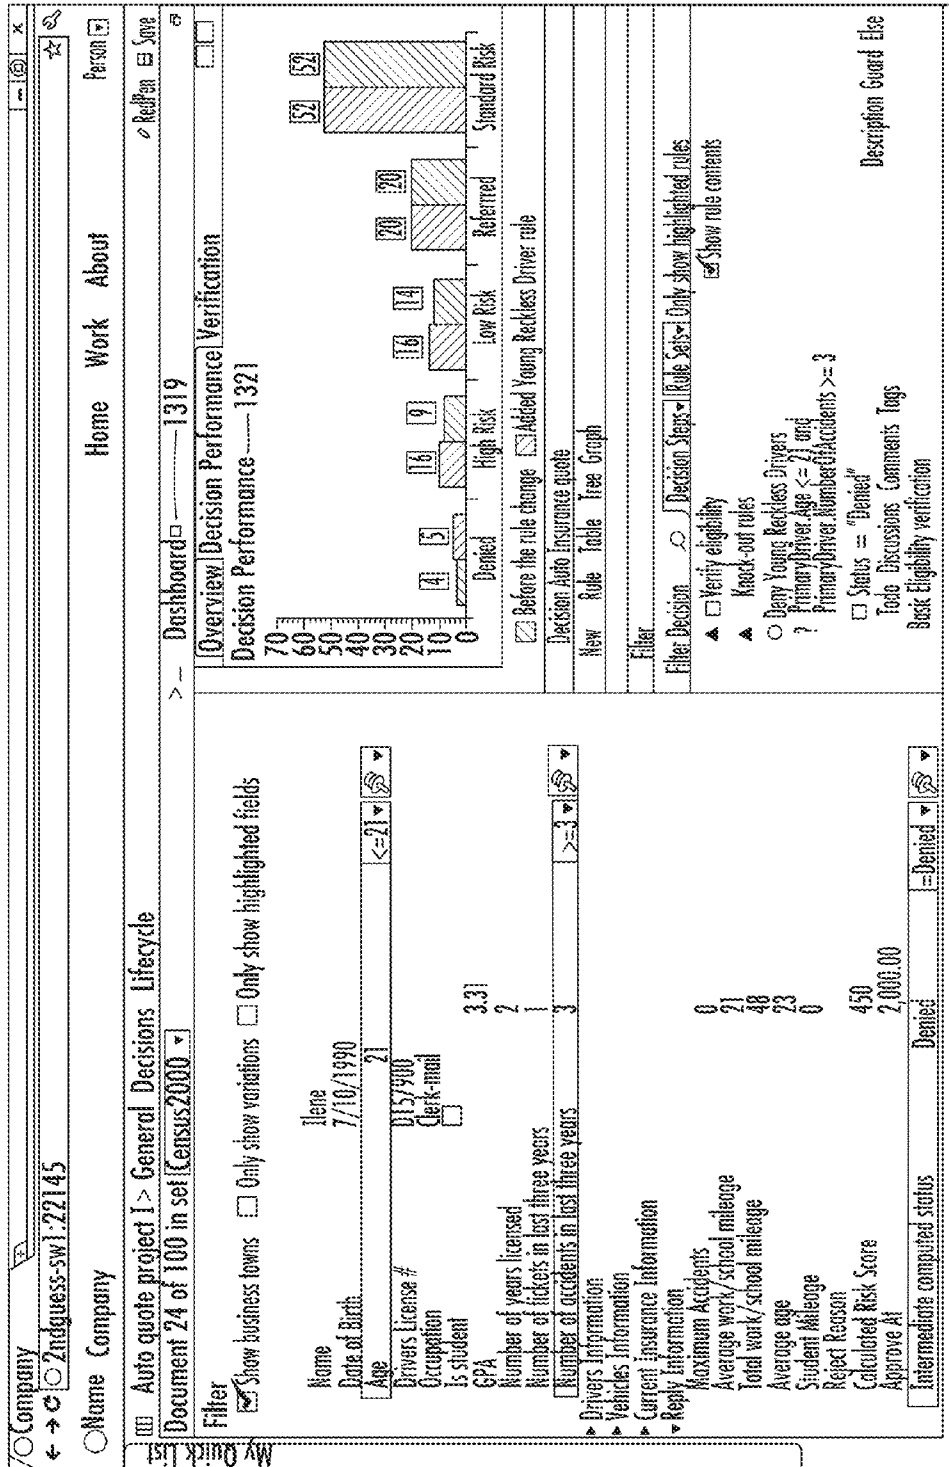 Company
2ndguess-sw1:22145
Name Company Home Work About Person
Auto quote project I > General Decisions Lifecycle RedPen Save
My Quick List
Document 24 of 100 in set Census2000
Filter
Show business towns Only show variations Only show highlighted fields
Name Ilene
Date of Birth 7/10/1990
Age 21 <=21
Drivers License # D157900
Occupation Clerk-mail
Is student
GPA 3.31
Number of years licensed 2
Number of tickets in last three years 1
Number of accidents in last three years 3 >=3
Drivers Information
Vehicles Information
Current Insurance Information
Reply Information
Maximum Accidents 0
Average work/school mileage 21
Total work/school mileage 48
Average age 23
Student Mileage 0
Reject Reason
Calculated Risk Score 450
Approve At 2,000.00
Intermediate computed status Denied =Denied
> _ Dashboard 1319
Overview Decision Performance Verification
Decision Performance 1321
70
60
50
40
30
20
10
0
4 5 16 9 16 14 20 20 52 52
Denied High Risk Low Risk Referred Standard Risk
Before the rule change Added Young Reckless Driver rule
Decision Auto Insurance quote
New Rule Table Tree Graph
Filter
Filter Decision Decision Steps Rule Sets Only show highlighted rules
Verify eligibility Show rule contents
Knock-out rules
Deny Young Reckless Drivers
? PrimaryDriver.Age <= 21 and
PrimaryDriver.NumberOfAccidents >= 3
Status = "Denied"
Todo Discussions Comments Tags Description Guard Else
Basic Eligibility verification